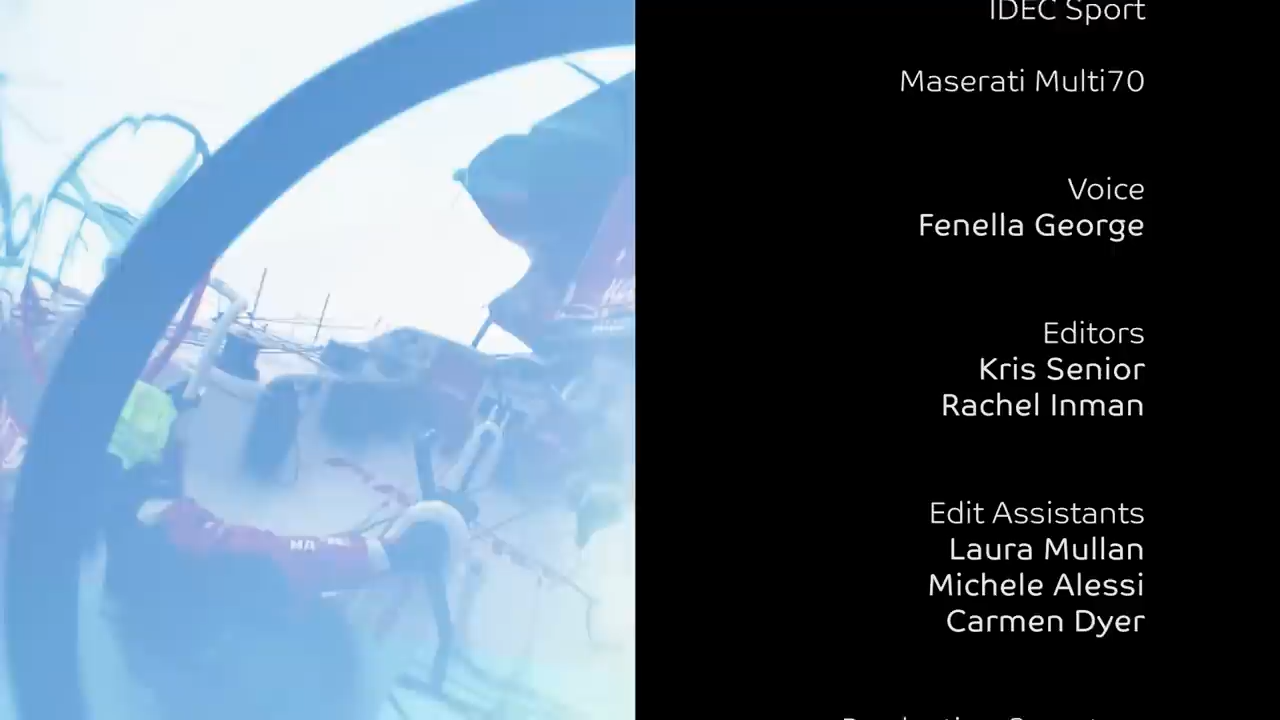 IDEC Sport
Maserati Multi70
Voice
Fenella George
Editors
Kris Senior
Rachel Inman
Edit Assistants
Laura Mullan
Michele Alessi
Carmen Dyer